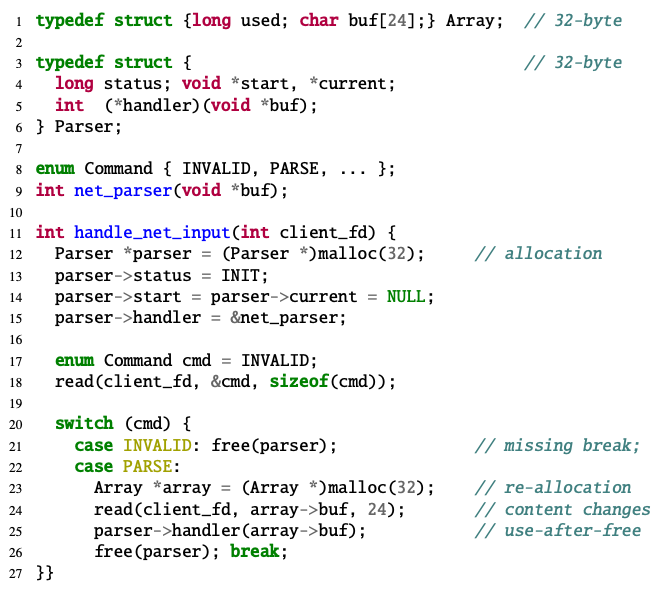 1 typedef struct {long used; char buf[24];} Array;  // 32-byte
2
3 typedef struct {                                // 32-byte
4   long status; void *start, *current;
5   int  (*handler)(void *buf);
6 } Parser;
7
8 enum Command { INVALID, PARSE, ... };
9 int net_parser(void *buf);
10
11 int handle_net_input(int client_fd) {
12   Parser *parser = (Parser *)malloc(32);     // allocation
13   parser->status = INIT;
14   parser->start = parser->current = NULL;
15   parser->handler = &net_parser;
16
17   enum Command cmd = INVALID;
18   read(client_fd, &cmd, sizeof(cmd));
19
20   switch (cmd) {
21     case INVALID: free(parser);              // missing break;
22     case PARSE:
23       Array *array = (Array *)malloc(32);    // re-allocation
24       read(client_fd, array->buf, 24);       // content changes
25       parser->handler(array->buf);           // use-after-free
26       free(parser); break;
27 }}